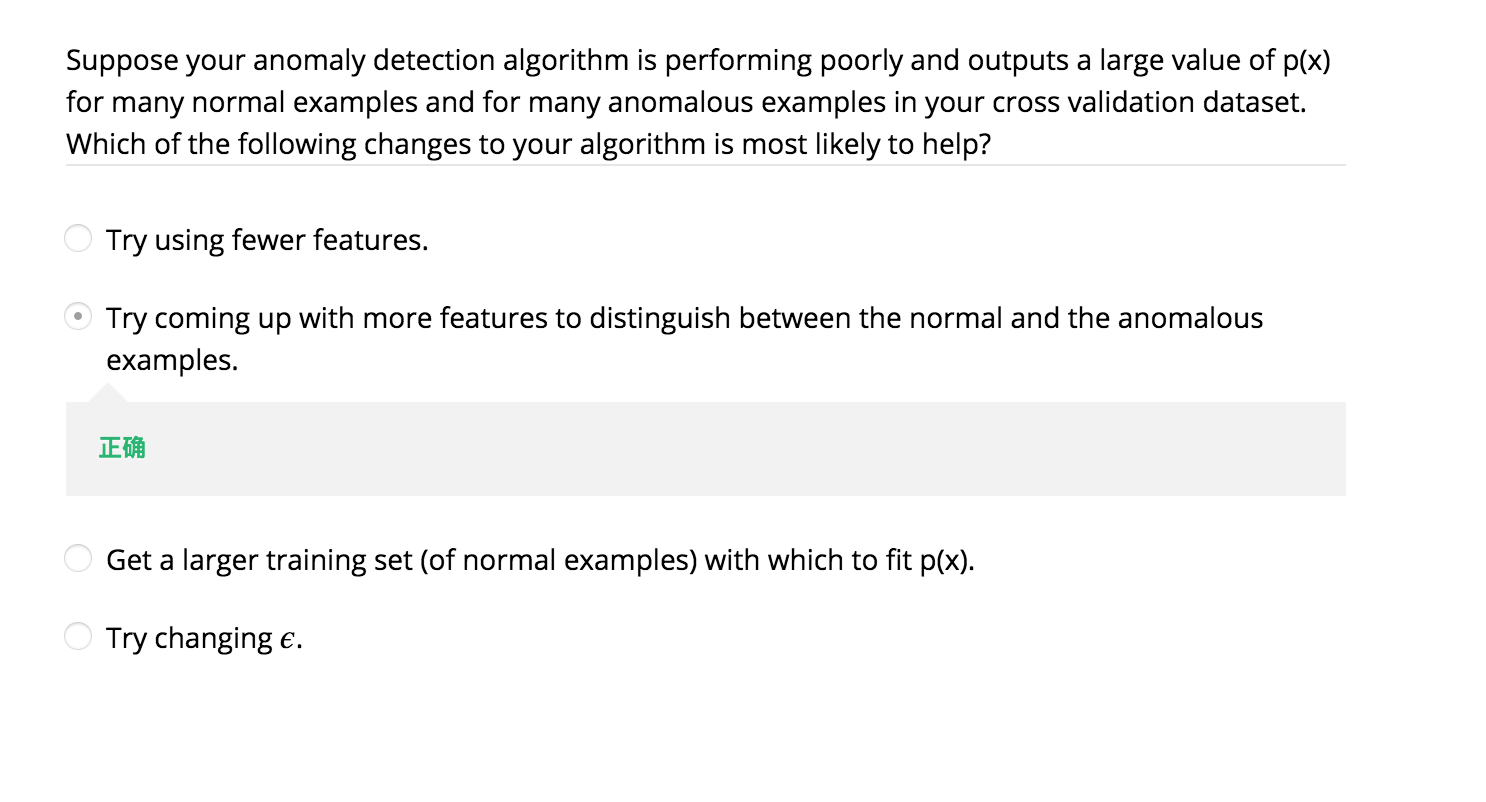 Suppose your anomaly detection algorithm is performing poorly and outputs a large value of p(x)
for many normal examples and for many anomalous examples in your cross validation dataset.
Which of the following changes to your algorithm is most likely to help?
Try using fewer features.
Try coming up with more features to distinguish between the normal and the anomalous
examples.
正确
Get a larger training set (of normal examples) with which to fit p(x).
Try changing ϵ.